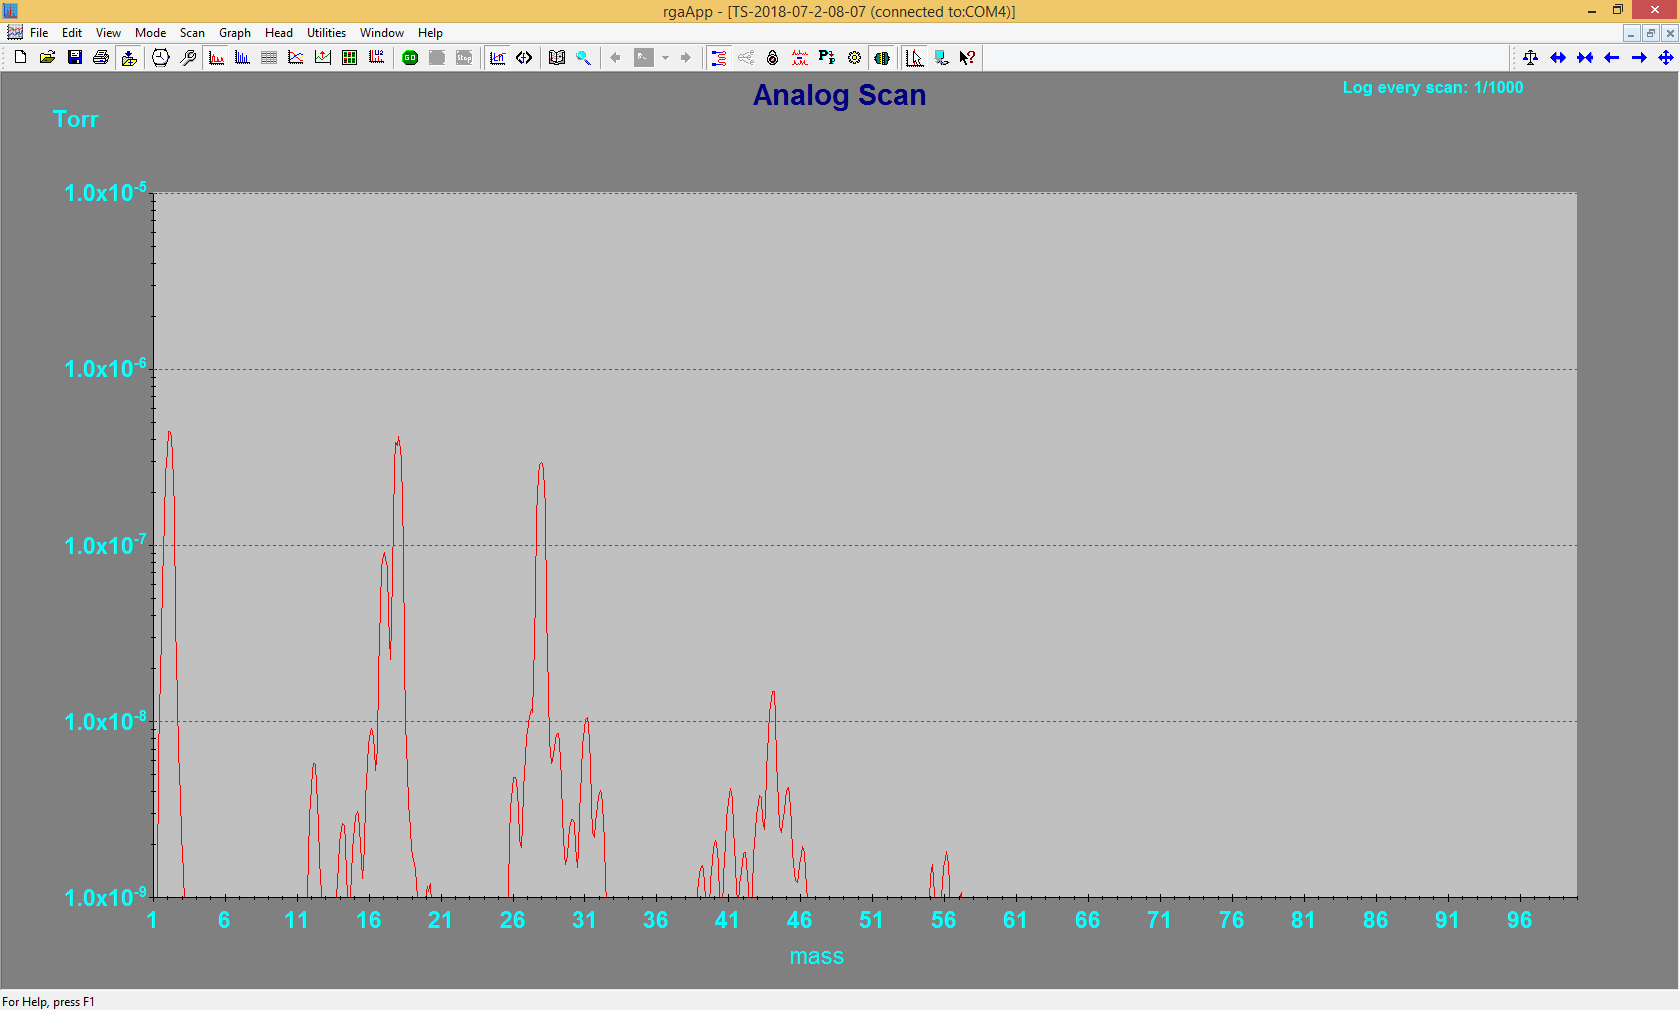 rgaApp - [TS-2018-07-2-08-07 (connected to:COM4)]
File Edit View Mode Scan Graph Head Utilities Window Help
GO Stop
Analog Scan
Log every scan: 1/1000
Torr
1.0x10⁻⁵
1.0x10⁻⁶
1.0x10⁻⁷
1.0x10⁻⁸
1.0x10⁻⁹
1 6 11 16 21 26 31 36 41 46 51 56 61 66 71 76 81 86 91 96
mass
For Help, press F1